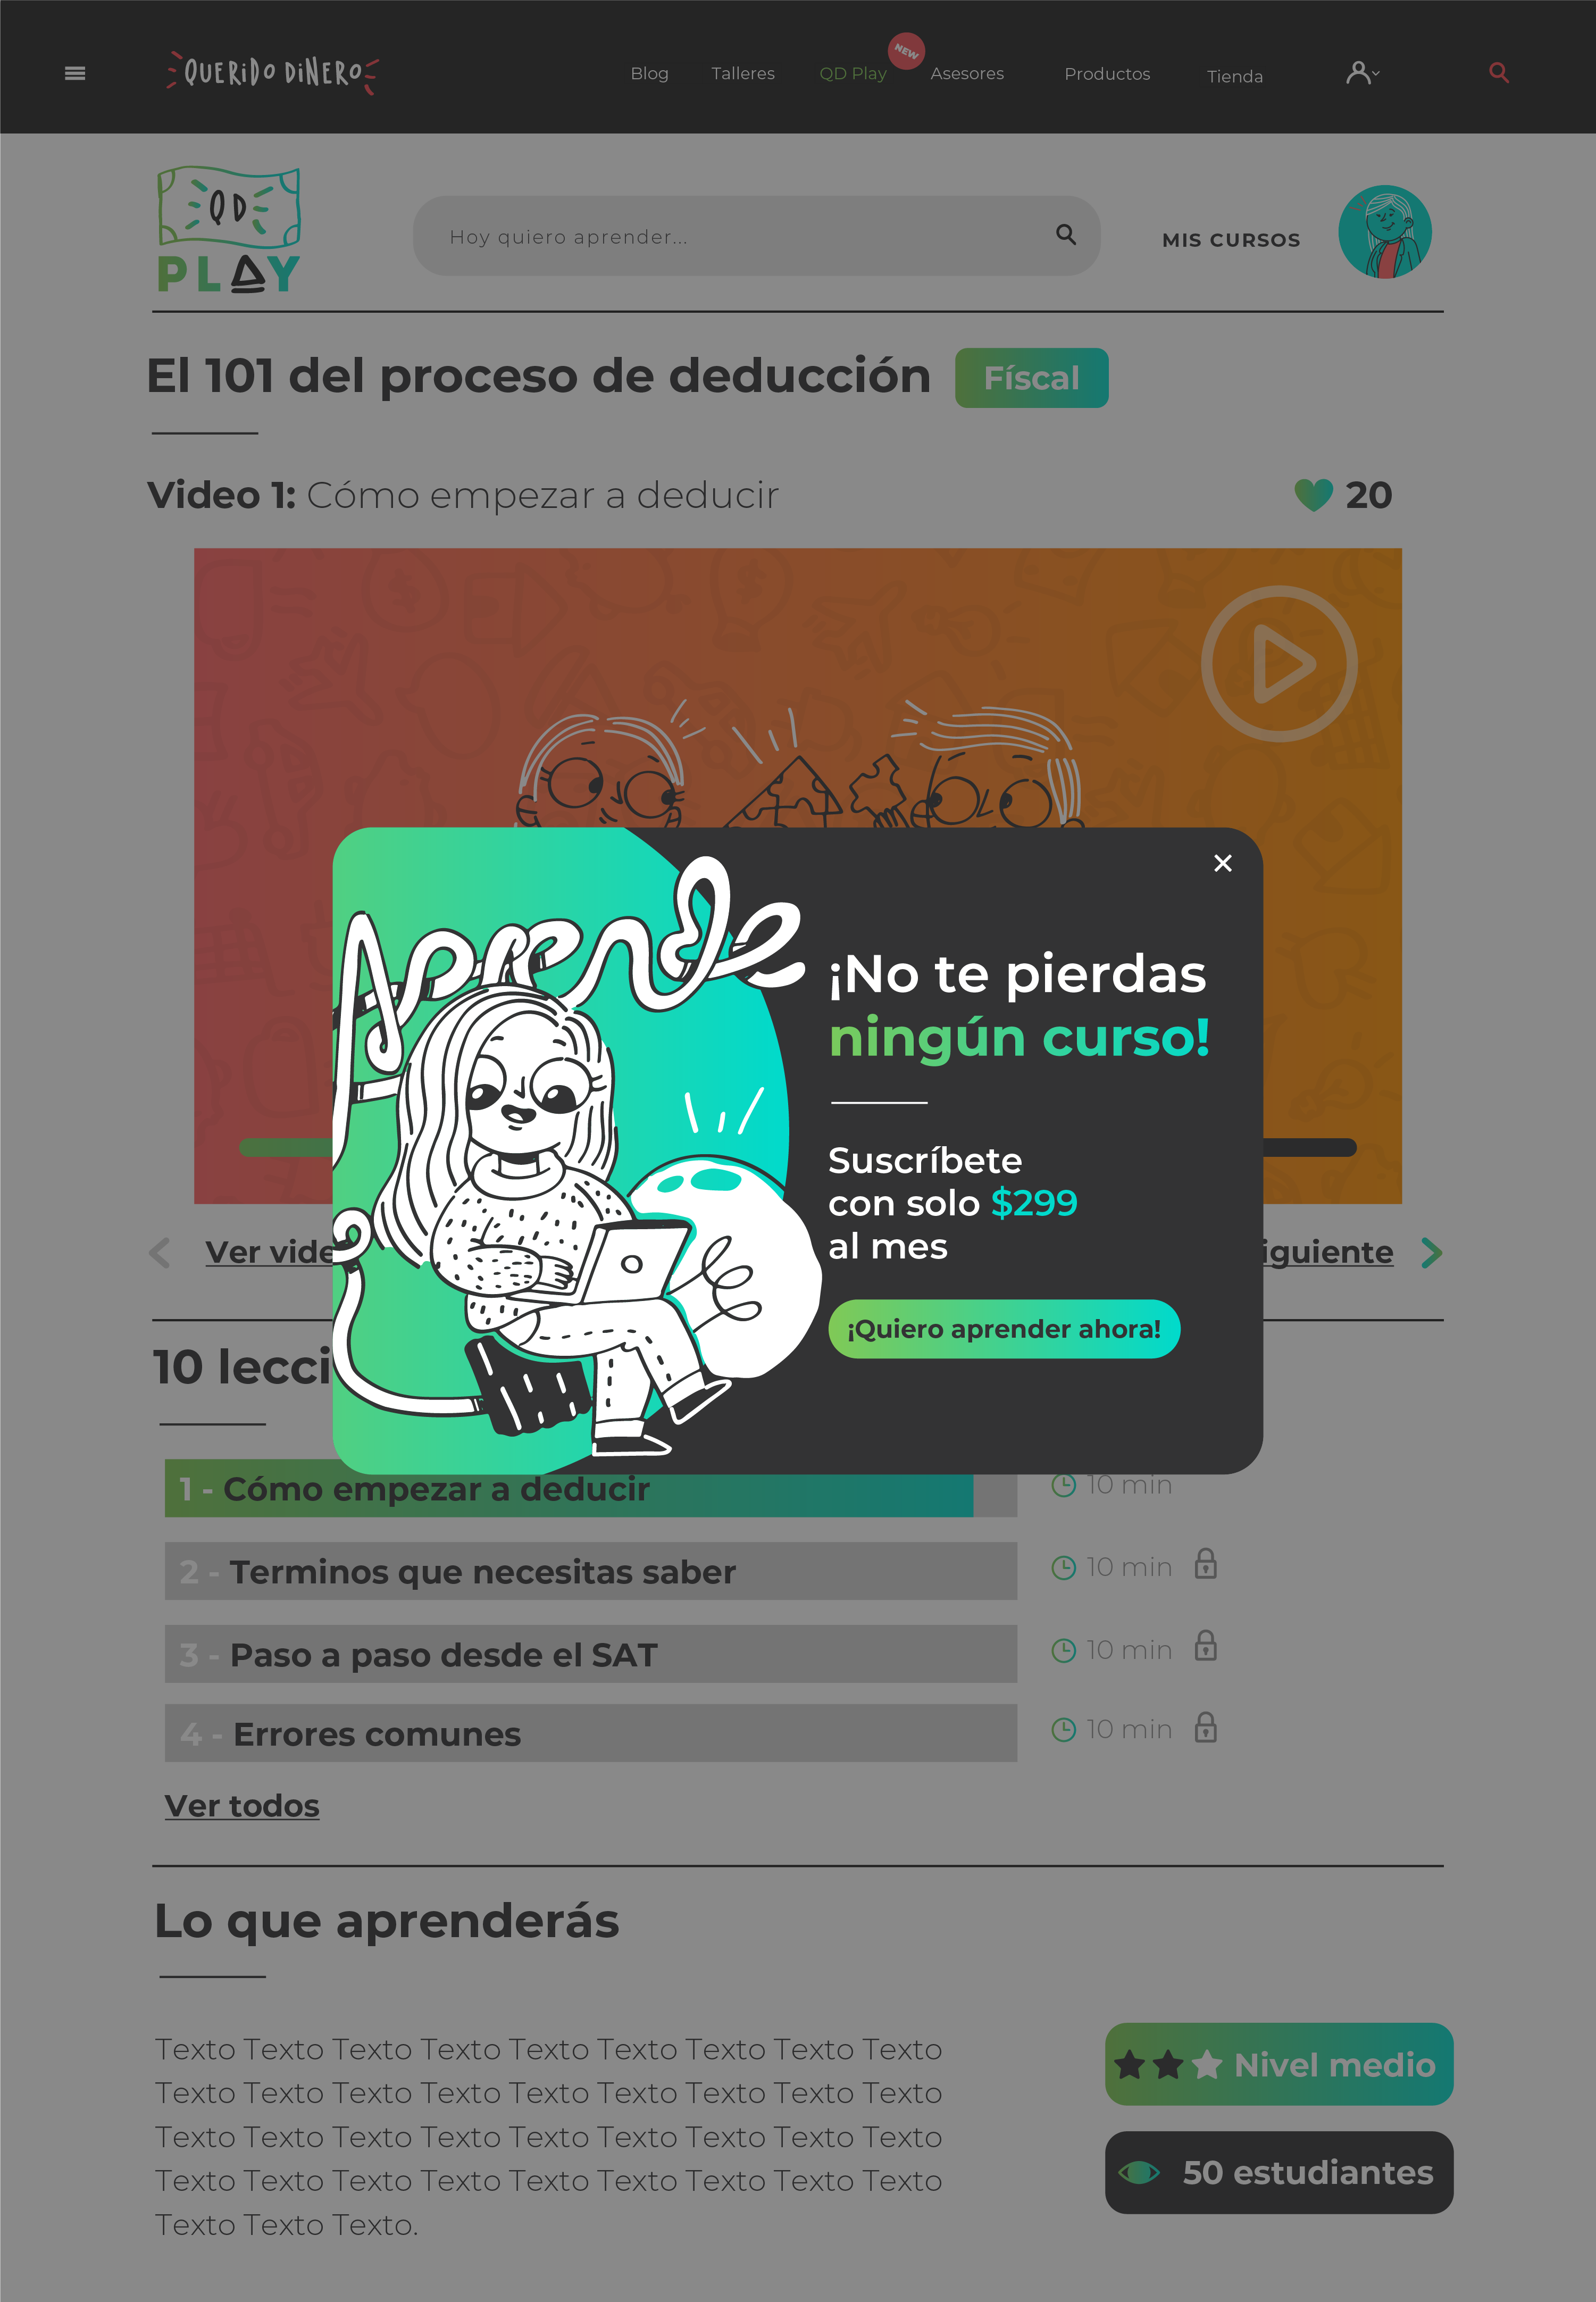 QUERIDO DINERO
Blog
Talleres
QD Play
NEW
Asesores
Productos
Tienda
QD
PLAY
Hoy quiero aprender...
MIS CURSOS
El 101 del proceso de deducción
Físcal
Video 1: Cómo empezar a deducir
20
Aprende
¡No te pierdas
ningún curso!
Suscríbete
con solo $299
al mes
¡Quiero aprender ahora!
Ver vide
iguiente
10 lecci
1 - Cómo empezar a deducir
10 min
2 - Terminos que necesitas saber
10 min
3 - Paso a paso desde el SAT
10 min
4 - Errores comunes
10 min
Ver todos
Lo que aprenderás
Texto Texto Texto Texto Texto Texto Texto Texto Texto
Texto Texto Texto Texto Texto Texto Texto Texto Texto
Texto Texto Texto Texto Texto Texto Texto Texto Texto
Texto Texto Texto Texto Texto Texto Texto Texto Texto
Texto Texto Texto.
Nivel medio
50 estudiantes